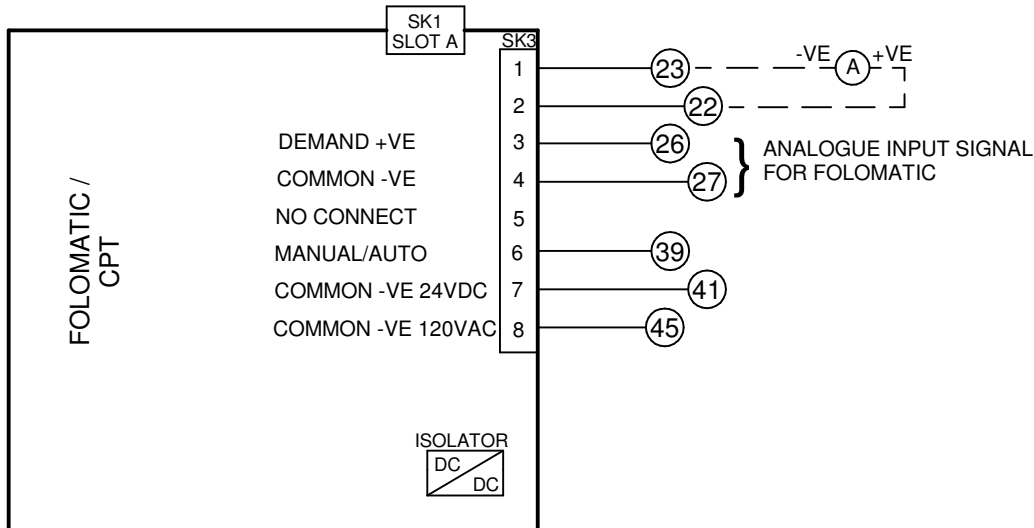 SK1
SLOT A
SK3
1
23
-VE
A
+VE
2
22
DEMAND +VE
3
26
ANALOGUE INPUT SIGNAL
FOR FOLOMATIC
COMMON -VE
4
27
NO CONNECT
5
MANUAL/AUTO
6
39
COMMON -VE 24VDC
7
41
COMMON -VE 120VAC
8
45
FOLOMATIC /
CPT
ISOLATOR
DC
DC